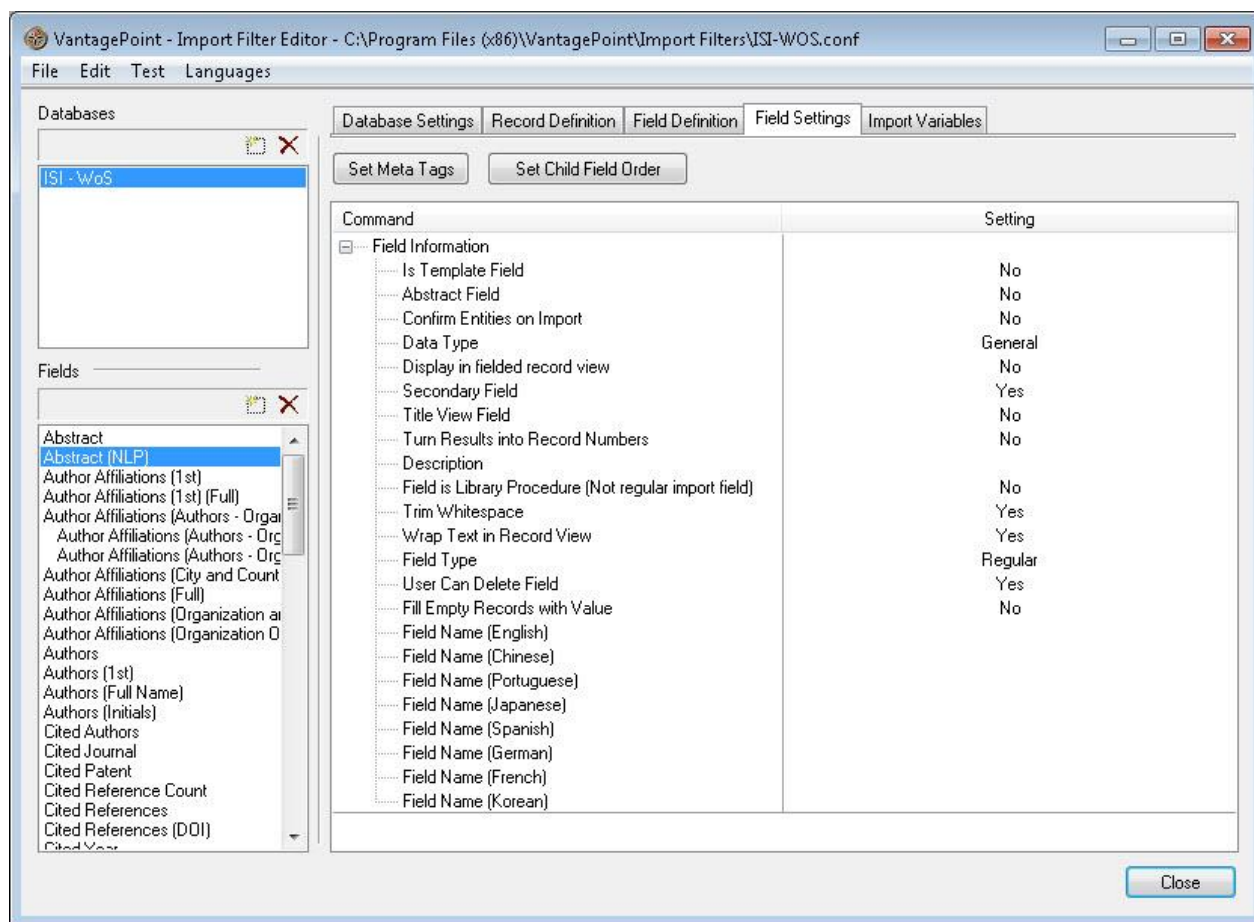 VantagePoint - Import Filter Editor - C:\Program Files (x86)\VantagePoint\Import Filters\ISI-WOS.conf
File Edit Test Languages
Databases
ISI - WoS
Fields
Abstract
Abstract (NLP)
Author Affiliations (1st)
Author Affiliations (1st) (Full)
Author Affiliations (Authors - Organ
Author Affiliations (Authors - Org
Author Affiliations (Authors - Org
Author Affiliations (City and Count
Author Affiliations (Full)
Author Affiliations (Organization an
Author Affiliations (Organization O
Authors
Authors (1st)
Authors (Full Name)
Authors (Initials)
Cited Authors
Cited Journal
Cited Patent
Cited Reference Count
Cited References
Cited References (DOI)
Cited Year
Database Settings Record Definition Field Definition Field Settings Import Variables
Set Meta Tags Set Child Field Order
Command Setting
Field Information
Is Template Field No
Abstract Field No
Confirm Entities on Import No
Data Type General
Display in fielded record view No
Secondary Field Yes
Title View Field No
Turn Results into Record Numbers No
Description
Field is Library Procedure (Not regular import field) No
Trim Whitespace Yes
Wrap Text in Record View Yes
Field Type Regular
User Can Delete Field Yes
Fill Empty Records with Value No
Field Name (English)
Field Name (Chinese)
Field Name (Portuguese)
Field Name (Japanese)
Field Name (Spanish)
Field Name (German)
Field Name (French)
Field Name (Korean)
Close